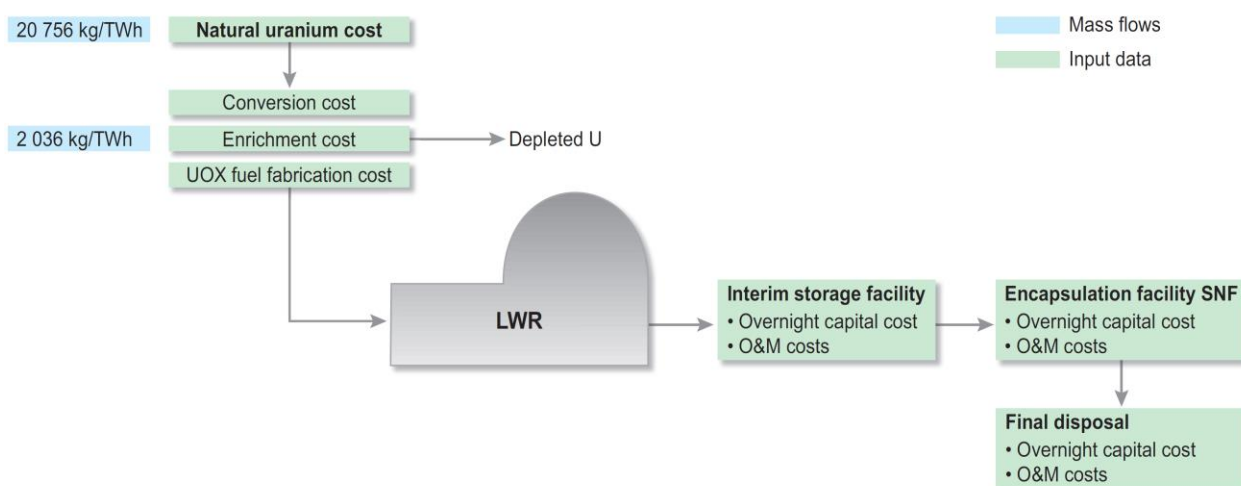 20 756 kg/TWh
Natural uranium cost
Mass flows
Input data
Conversion cost
2 036 kg/TWh
Enrichment cost
Depleted U
UOX fuel fabrication cost
LWR
Interim storage facility
• Overnight capital cost
• O&M costs
Encapsulation facility SNF
• Overnight capital cost
• O&M costs
Final disposal
• Overnight capital cost
• O&M costs